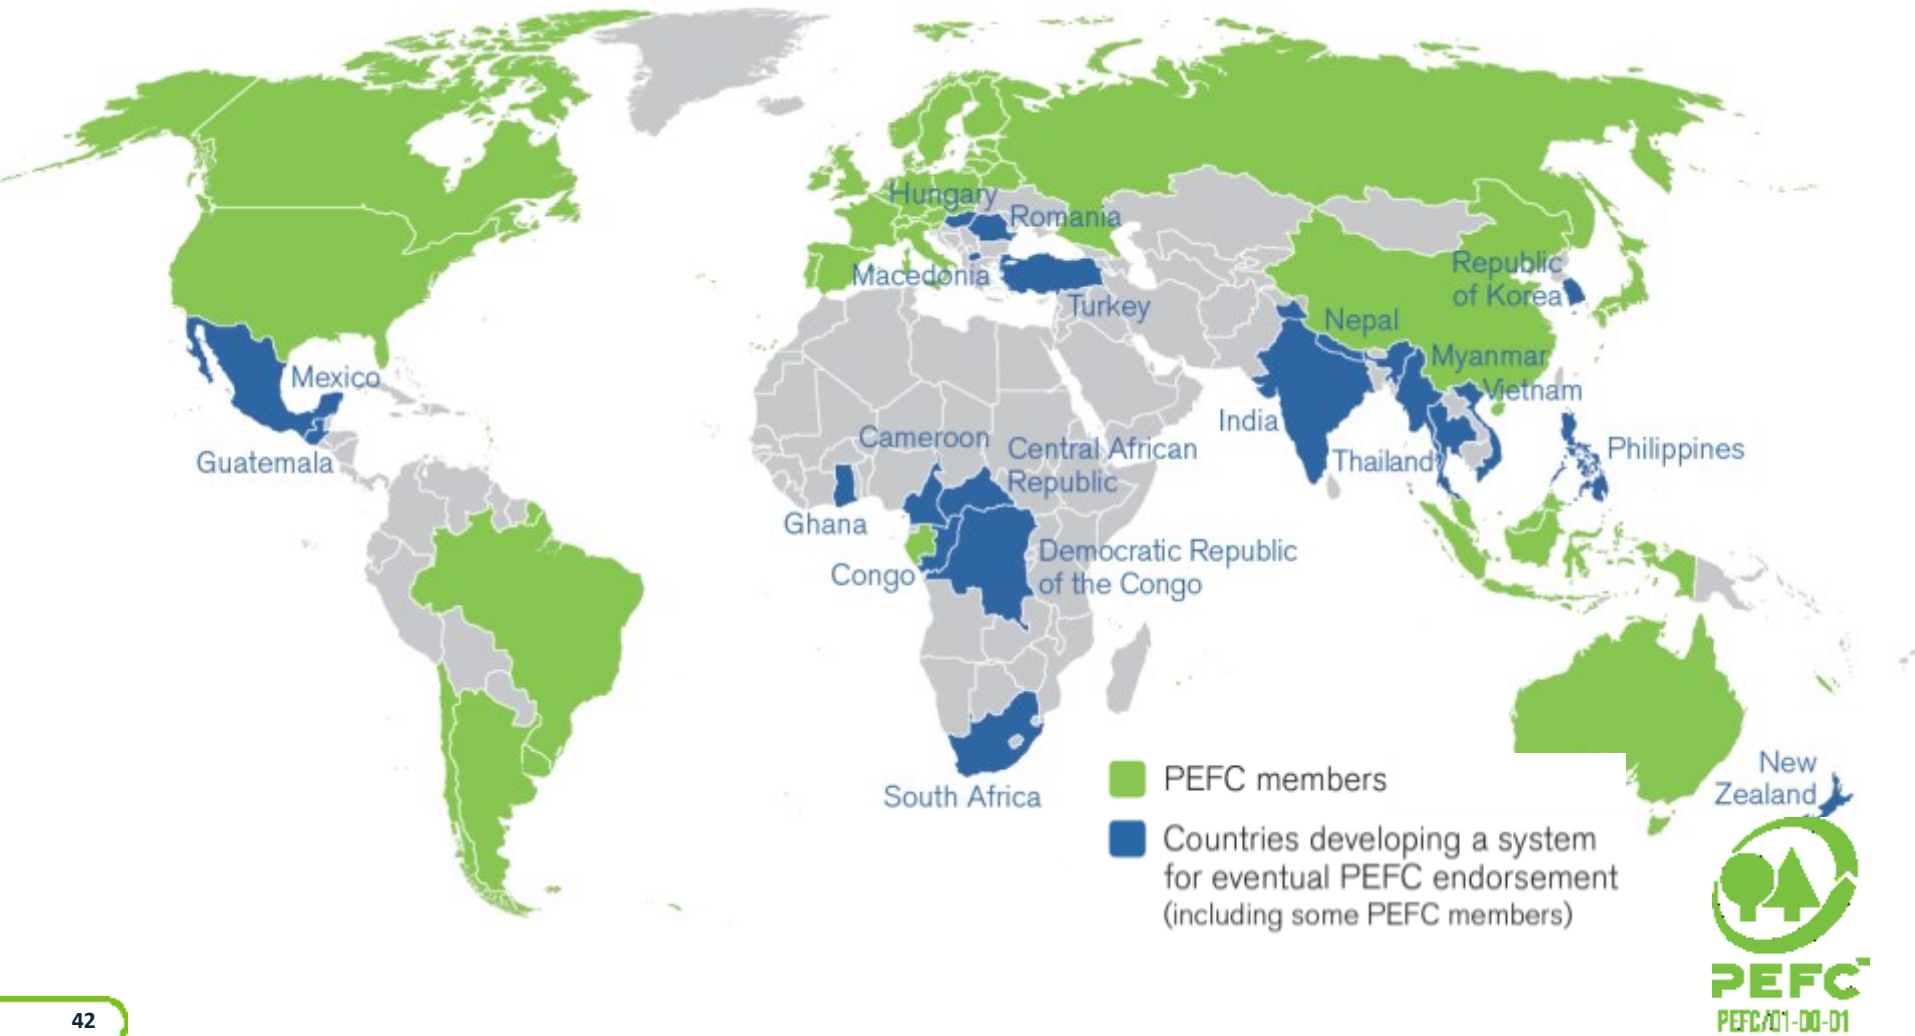 Hungary
Romania
Macedonia
Turkey
Republic
of Korea
Nepal
Myanmar
Vietnam
Mexico
India
Guatemala
Cameroon
Central African
Republic
Thailand
Philippines
Ghana
Congo
Democratic Republic
of the Congo
South Africa
New
Zealand
PEFC members
Countries developing a system
for eventual PEFC endorsement
(including some PEFC members)
PEFC™
PEFC/01-00-01
42